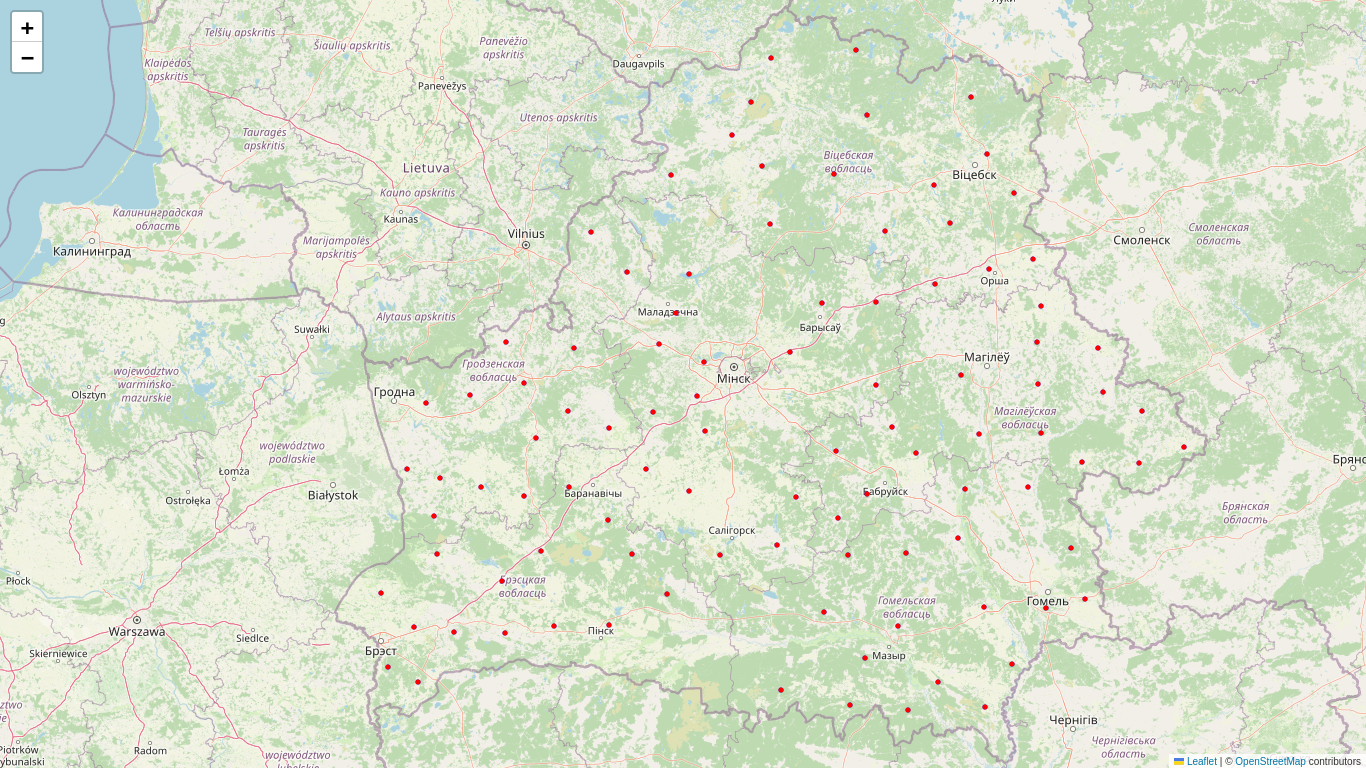 +
−
Telšių apskritis
Šiaulių apskritis
Panevėžio
apskritis
Klaipėdos
apskritis
Daugavpils
Panevėžys
Utenos apskritis
Tauragės
apskritis
Lietuva
Віцебская
вобласць
Віцебск
Kauno apskritis
Калининградская
область
Kaunas
Vilnius
Marijampolės
apskritis
Калининград
Смоленск
Смоленская
область
Орша
Alytaus apskritis
Маладзечна
Барысаў
Suwałki
Магілёў
Гродзенская
вобласць
Мінск
województwo
warmińsko-
mazurskie
Olsztyn
Гродна
Магілёўская
вобласць
województwo
podlaskie
Łomża
Брянс
Ostrołęka
Białystok
Баранавічы
Бабруйск
Брянская
область
Салігорск
Płock
Брэсцкая
вобласць
Гомельская
вобласць
Гомель
Warszawa
Siedlce
Пінск
Брэст
Skierniewice
Мазыр
Чернігів
Чернігівська
область
Piotrków
Radom
województwo
Leaflet | © OpenStreetMap contributors